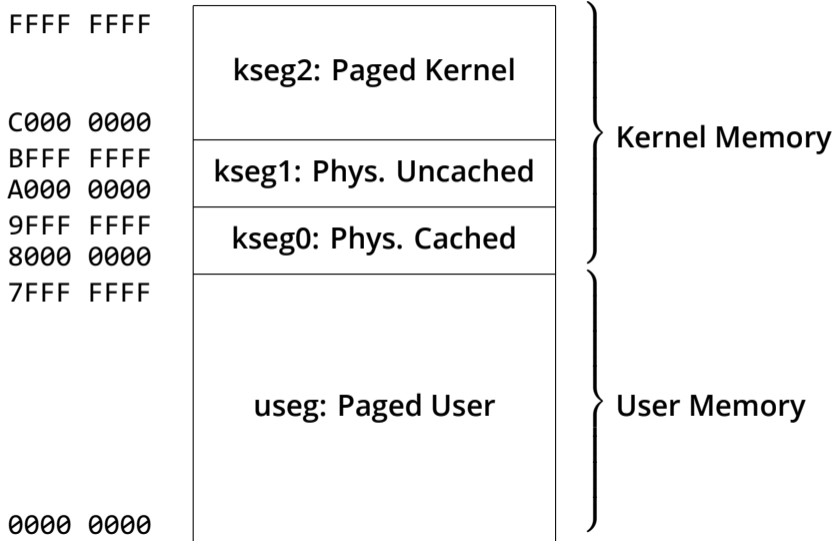 FFFF FFFF
kseg2: Paged Kernel
C000 0000
BFFF FFFF
kseg1: Phys. Uncached
A000 0000
Kernel Memory
9FFF FFFF
kseg0: Phys. Cached
8000 0000
7FFF FFFF
useg: Paged User
User Memory
0000 0000